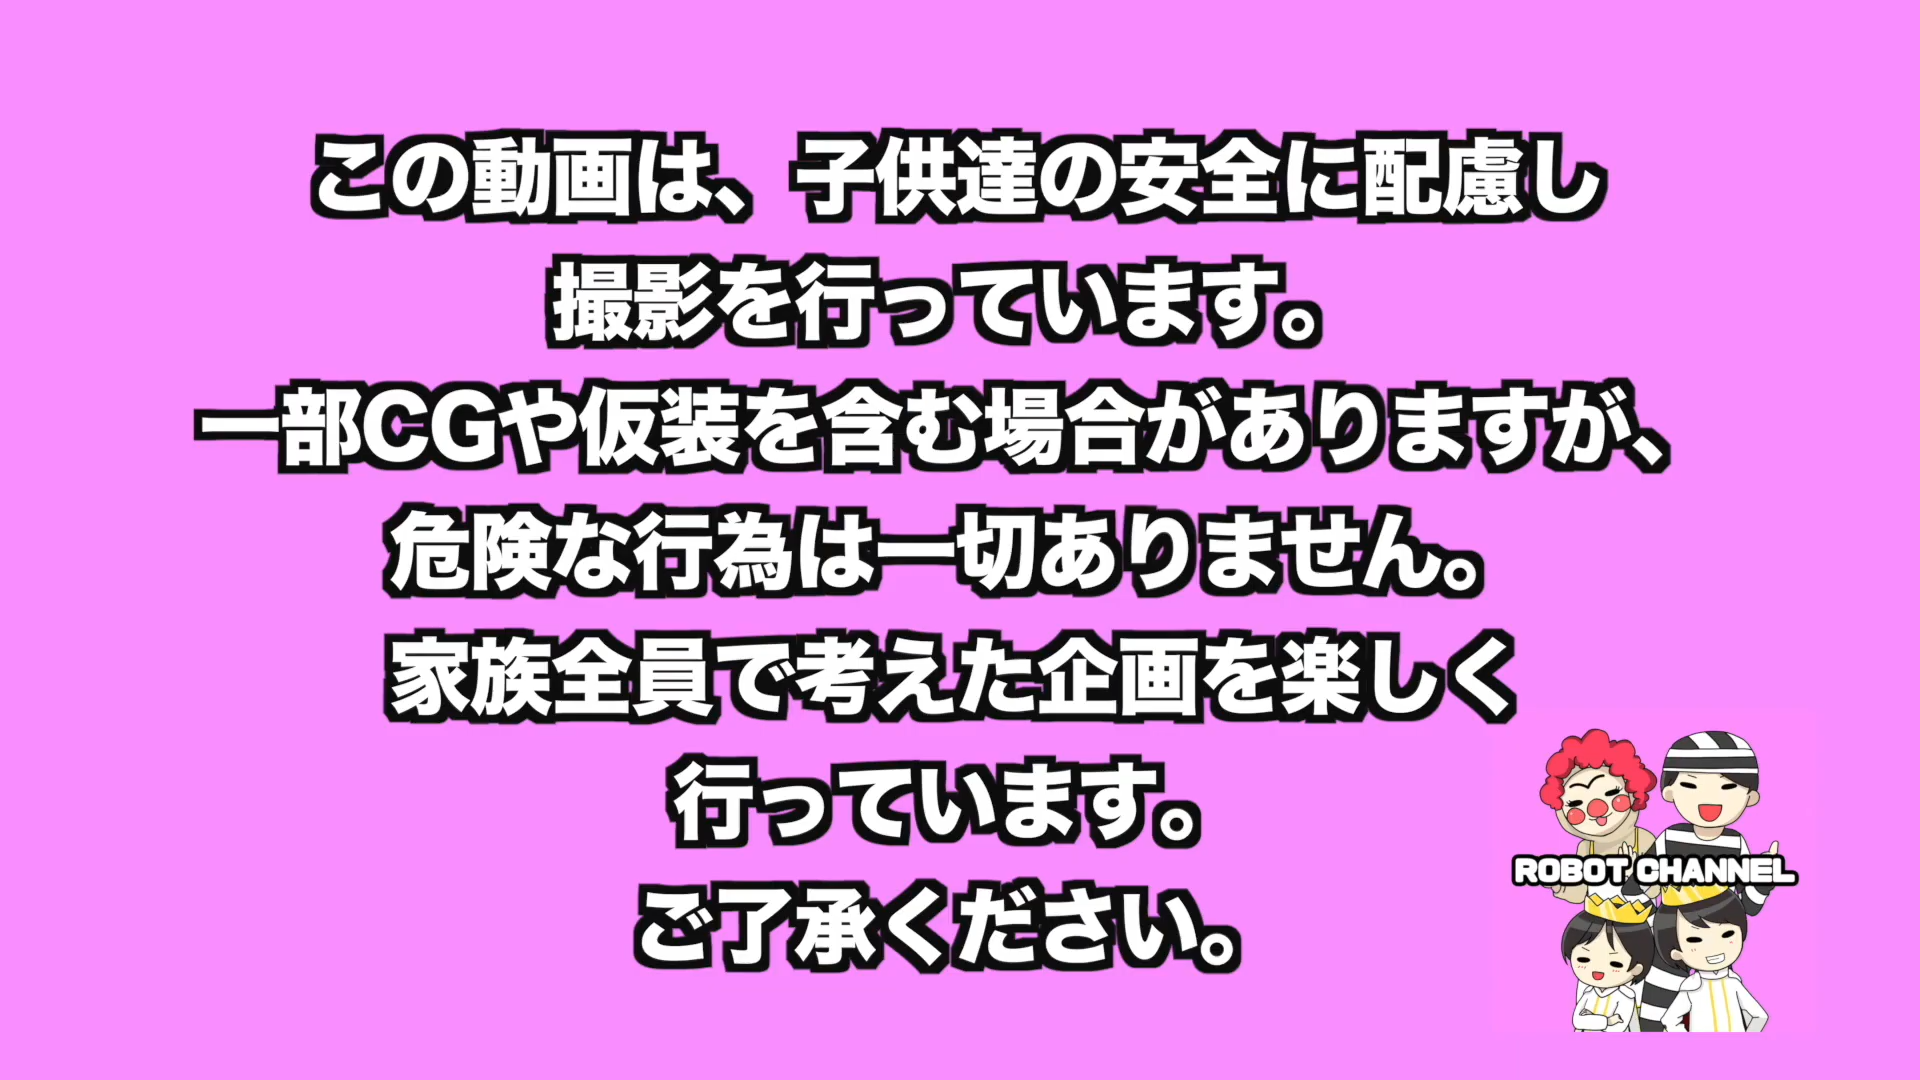 この動画は、子供達の安全に配慮し
撮影を行っています。
一部CGや仮装を含む場合がありますが、
危険な行為は一切ありません。
家族全員で考えた企画を楽しく
行っています。
ご了承ください。
ROBOT CHANNEL